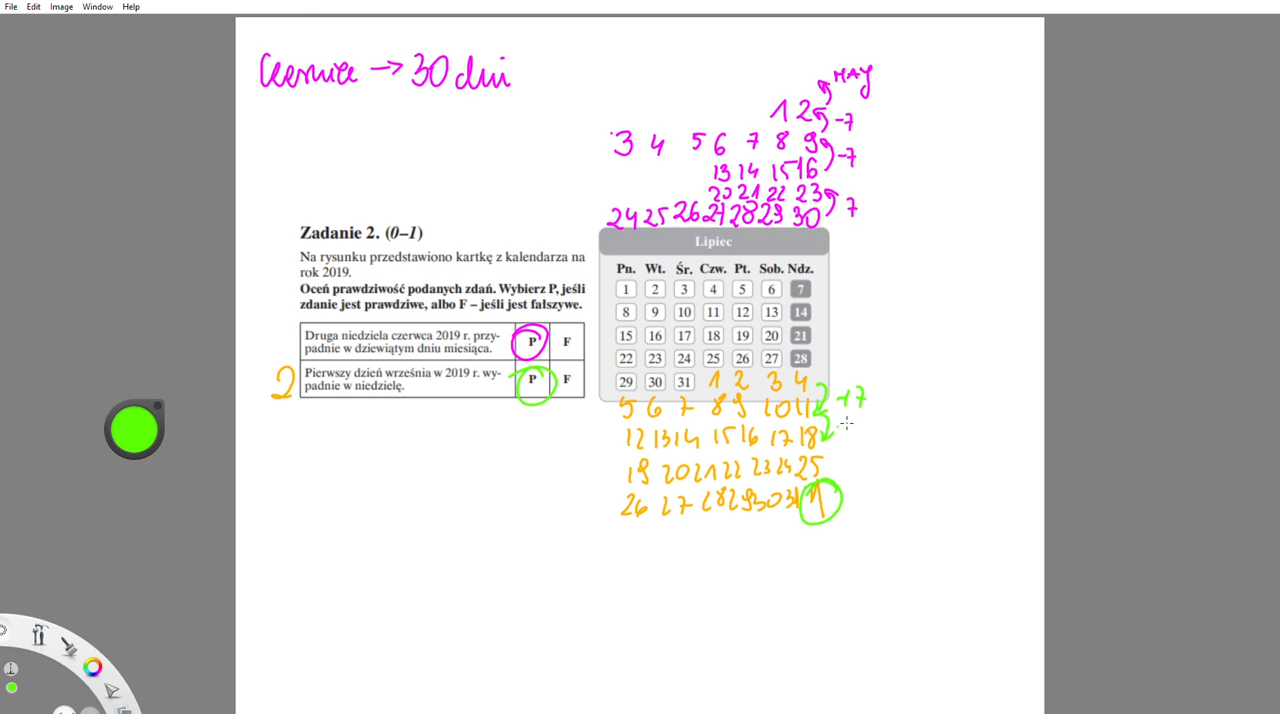 File Edit Image Window Help
Czerwiec → 30 dni
MAY
1 2
-7
3 4 5 6 7 8 9
-7
13 14 15 16
20 21 22 23
24 25 26 27 28 29 30
7
Zadanie 2. (0–1)
Na rysunku przedstawiono kartkę z kalendarza na
rok 2019.
Oceń prawdziwość podanych zdań. Wybierz P, jeśli
zdanie jest prawdziwe, albo F – jeśli jest fałszywe.
Druga niedziela czerwca 2019 r. przy-
padnie w dziewiątym dniu miesiąca.
P F
2
Pierwszy dzień września w 2019 r. wy-
padnie w niedzielę.
P F
Lipiec
Pn. Wt. Śr. Czw. Pt. Sob. Ndz.
1 2 3 4 5 6 7
8 9 10 11 12 13 14
15 16 17 18 19 20 21
22 23 24 25 26 27 28
29 30 31 1 2 3 4
+7
5 6 7 8 9 10 11
12 13 14 15 16 17 18
19 20 21 22 23 24 25
26 27 28 29 30 31 1